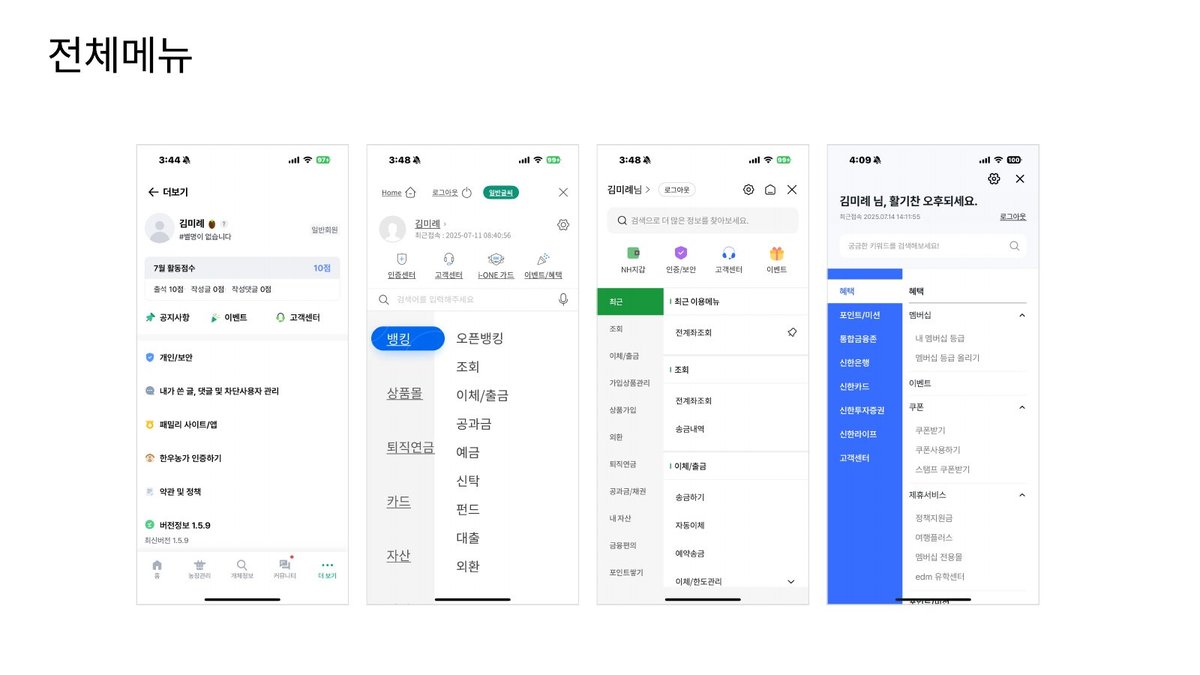 전체메뉴
3:44
97+
더보기
김미례
#별명이 없습니다
일반회원
7월 활동점수
10점
출석 10점 작성글 0점 작성댓글 0점
공지사항
이벤트
고객센터
개인/보안
내가 쓴 글, 댓글 및 차단사용자 관리
패밀리 사이트/앱
한우농가 인증하기
약관 및 정책
버전정보 1.5.9
최신버전 1.5.9
홈
농장관리
개체정보
커뮤니티
더 보기
3:48
99+
Home
로그아웃
일반글씨
김미례
최근접속 : 2025-07-11 08:40:56
인증센터
고객센터
i-ONE 카드
이벤트/혜택
검색어를 입력해주세요
뱅킹
상품몰
퇴직연금
카드
자산
오픈뱅킹
조회
이체/출금
공과금
예금
신탁
펀드
대출
외환
3:48
99+
김미례님
로그아웃
검색으로 더 많은 정보를 찾아보세요.
NH지갑
인증/보안
고객센터
이벤트
최근
조회
이체/출금
가입상품관리
상품가입
외환
퇴직연금
공과금/채권
내 자산
금융편의
포인트쌓기
최근 이용메뉴
전계좌조회
조회
전계좌조회
송금내역
이체/출금
송금하기
자동이체
예약송금
이체/한도관리
4:09
100
김미례 님, 활기찬 오후되세요.
최근접속 2025.07.14 14:11:55
로그아웃
궁금한 키워드를 검색해보세요!
혜택
포인트/미션
통합금융존
신한은행
신한카드
신한투자증권
신한라이프
고객센터
혜택
멤버십
내 멤버십 등급
멤버십 등급 올리기
이벤트
쿠폰
쿠폰받기
쿠폰사용하기
스탬프 쿠폰받기
제휴서비스
정책지원금
여행플러스
멤버십 전용몰
edm 유학센터
포인트/미션